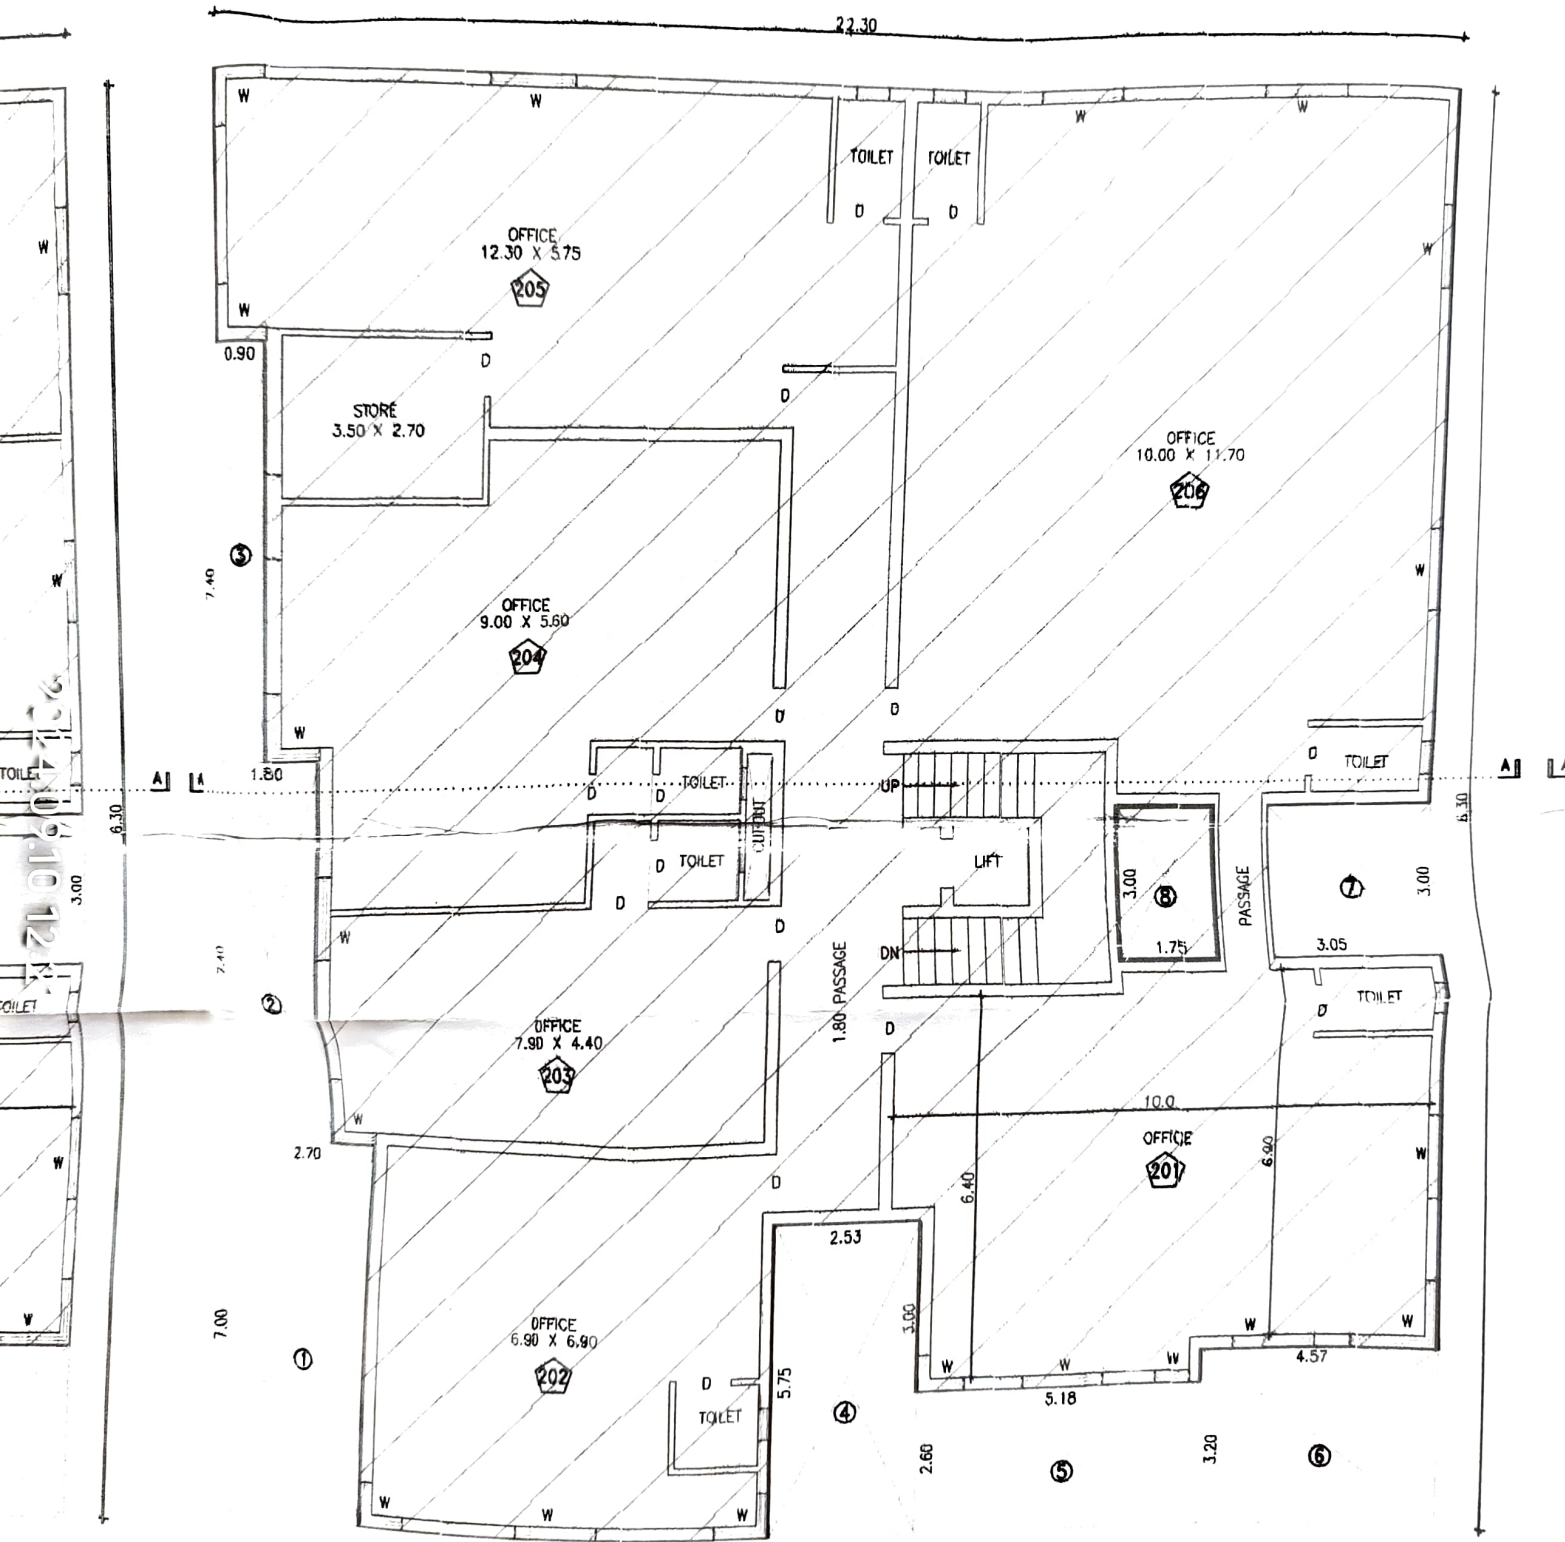 22.30
W
W
W
W
TOILET
TOILET
D
D
W
W
OFFICE
12.30 X 5.75
205
W
0.90
D
STORE
3.50 X 2.70
D
OFFICE
10.00 X 11.70
206
3
7.40
W
W
OFFICE
9.00 X 5.60
204
D
D
W
D
TOILET
TOILET
1.80
A
A
D
D
TOILET
CUTOUT
UP
A
6.30
6.30
3.00
D
TOILET
LIFT
3.00
8
1.75
PASSAGE
7
3.00
3.05
D
D
W
7.40
2
1.80 PASSAGE
DN
TOILET
TOILET
D
D
OFFICE
7.90 X 4.40
203
W
10.0
OFFICE
201
6.90
6.40
W
W
2.70
D
2.53
3.00
7.00
1
OFFICE
6.90 X 6.90
202
D
TOILET
5.75
4
W
W
W
W
W
W
4.57
5.18
2.60
5
3.20
6
W
W
W